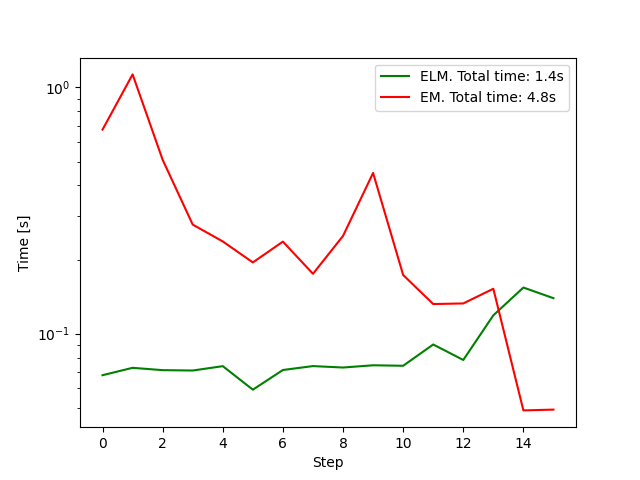 ELM. Total time: 1.4s
EM. Total time: 4.8s
10⁰
10⁻¹
Time [s]
0 2 4 6 8 10 12 14
Step